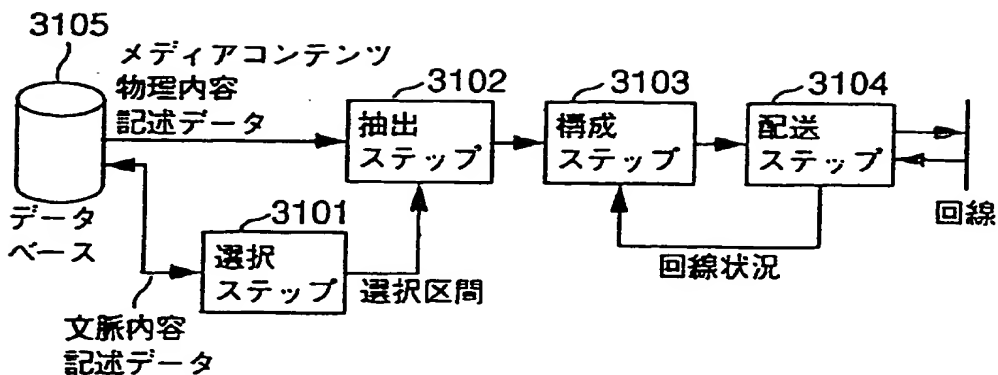 3105
メディアコンテンツ
物理内容
記述データ
3102
抽出
ステップ
3103
構成
ステップ
3104
配送
ステップ
回線
データ
ベース
3101
選択
ステップ
選択区間
回線状況
文脈内容
記述データ